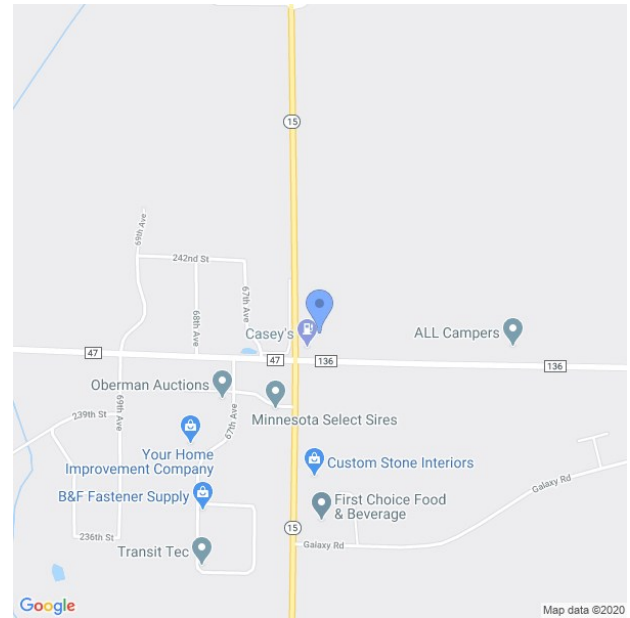 15
69th Ave
242nd St
67th Ave
68th Ave
Casey's
ALL Campers
47
47
136
136
Oberman Auctions
Minnesota Select Sires
69th Ave
239th St
67th Ave
Your Home
Improvement Company
Custom Stone Interiors
B&F Fastener Supply
First Choice Food
& Beverage
Galaxy Rd
15
236th St
Transit Tec
Galaxy Rd
Google
Map data ©2020